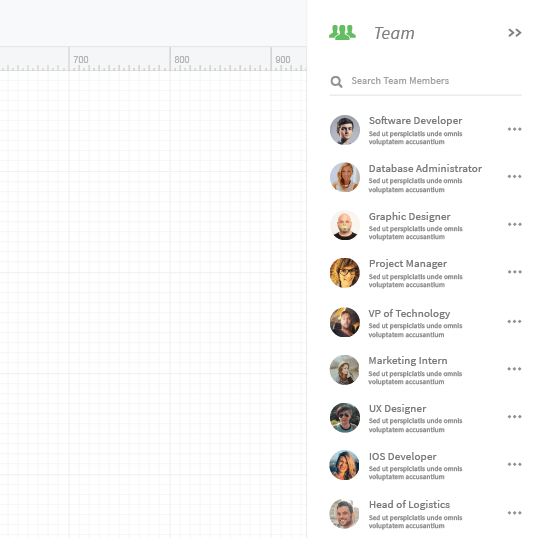 Team
700
800
900
Search Team Members
Software Developer
Sed ut perspiciatis unde omnis
voluptatem accusantium
Database Administrator
Sed ut perspiciatis unde omnis
voluptatem accusantium
Graphic Designer
Sed ut perspiciatis unde omnis
voluptatem accusantium
Project Manager
Sed ut perspiciatis unde omnis
voluptatem accusantium
VP of Technology
Sed ut perspiciatis unde omnis
voluptatem accusantium
Marketing Intern
Sed ut perspiciatis unde omnis
voluptatem accusantium
UX Designer
Sed ut perspiciatis unde omnis
voluptatem accusantium
IOS Developer
Sed ut perspiciatis unde omnis
voluptatem accusantium
Head of Logistics
Sed ut perspiciatis unde omnis
voluptatem accusantium